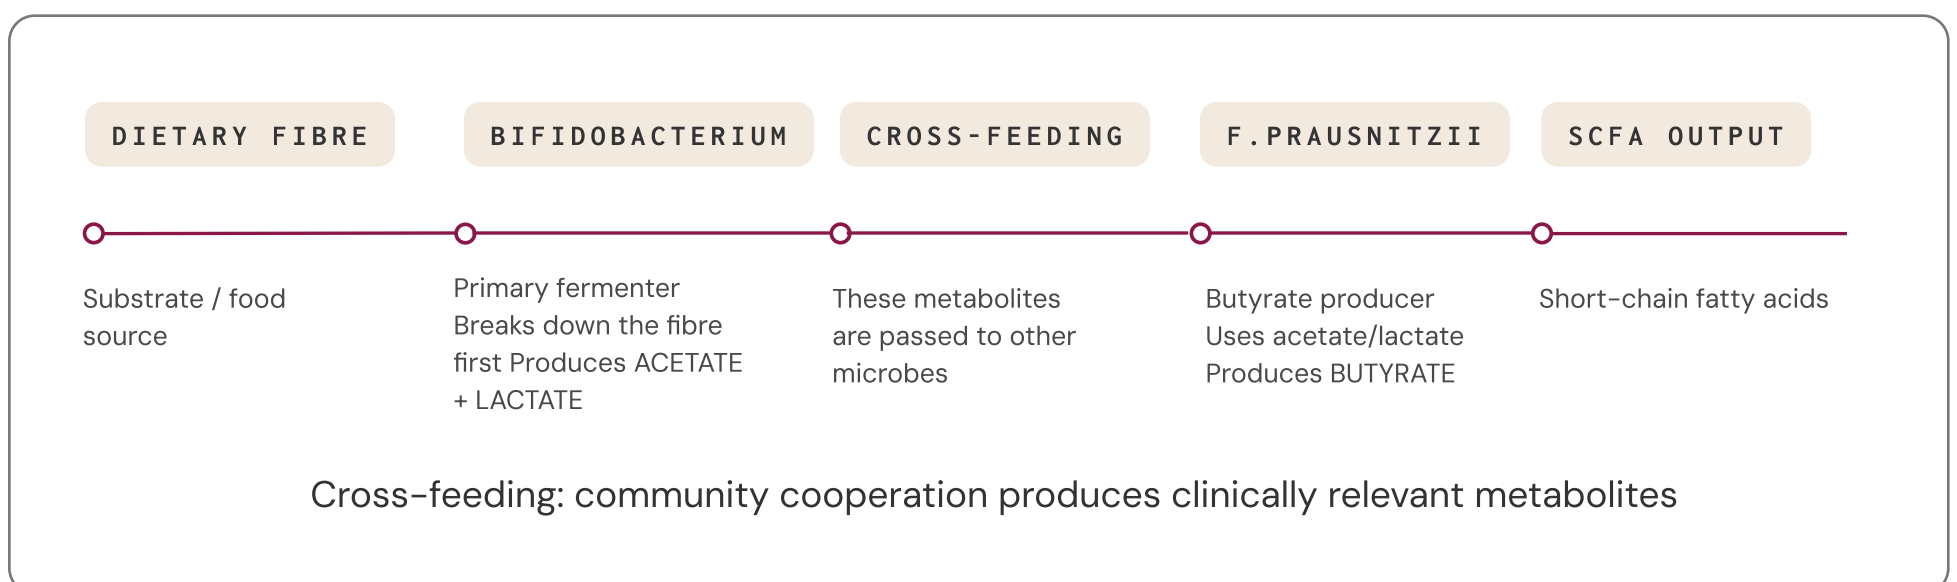 DIETARY FIBRE
BIFIDOBACTERIUM
CROSS-FEEDING
F.PRAUSNITZII
SCFA OUTPUT
Substrate / food
source
Primary fermenter
Breaks down the fibre
first Produces ACETATE
+ LACTATE
These metabolites
are passed to other
microbes
Butyrate producer
Uses acetate/lactate
Produces BUTYRATE
Short-chain fatty acids
Cross-feeding: community cooperation produces clinically relevant metabolites